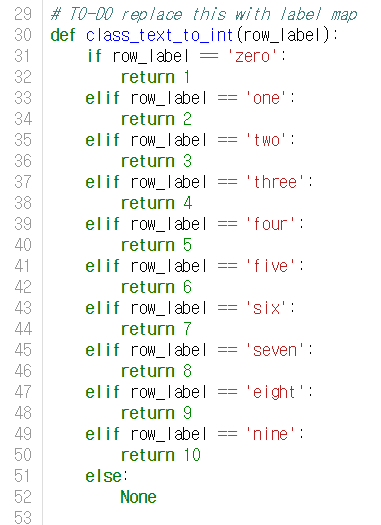 29 # TO-DO replace this with label map
30 def class_text_to_int(row_label):
31     if row_label == 'zero':
32         return 1
33     elif row_label == 'one':
34         return 2
35     elif row_label == 'two':
36         return 3
37     elif row_label == 'three':
38         return 4
39     elif row_label == 'four':
40         return 5
41     elif row_label == 'five':
42         return 6
43     elif row_label == 'six':
44         return 7
45     elif row_label == 'seven':
46         return 8
47     elif row_label == 'eight':
48         return 9
49     elif row_label == 'nine':
50         return 10
51     else:
52         None
53